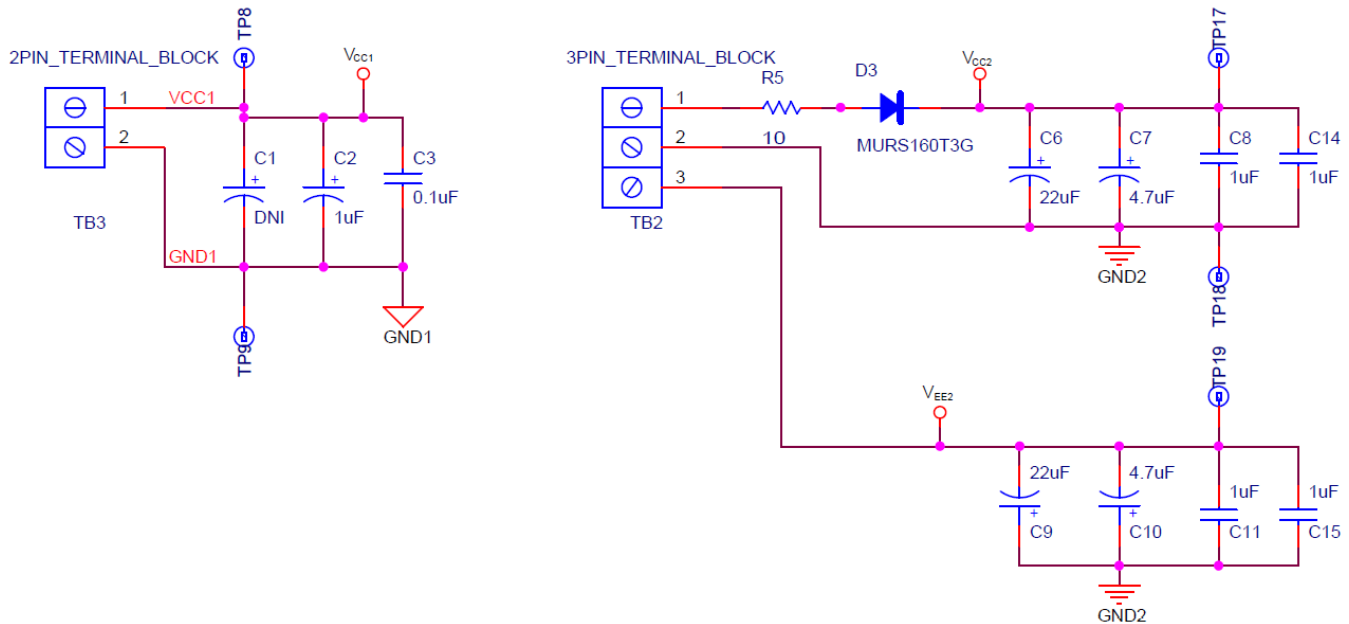 TP8
2PIN_TERMINAL_BLOCK
VCC1
1
VCC1
2
C1
+
DNI
C2
+
1uF
C3
0.1uF
TB3
GND1
GND1
TP9
3PIN_TERMINAL_BLOCK
R5
D3
VCC2
TP17
1
2
10
MURS160T3G
3
TB2
C6
+
22uF
C7
+
4.7uF
C8
1uF
C14
1uF
GND2
TP18
VEE2
TP19
22uF
+
C9
4.7uF
+
C10
1uF
C11
1uF
C15
GND2